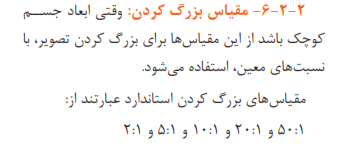 ۲-۲-۶- مقیاس بزرگ کردن: وقتی ابعاد جسم
کوچک باشد از این مقیاس‌ها برای بزرگ کردن تصویر، با
نسبت‌های معین، استفاده می‌شود.
مقیاس‌های بزرگ کردن استاندارد عبارتند از:
۵۰:۱ و ۲۰:۱ و ۱۰:۱ و ۵:۱ و ۲:۱